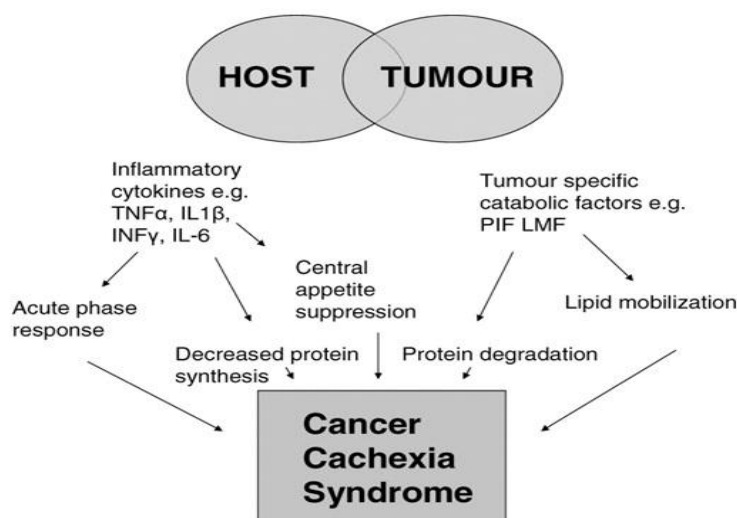 HOST
TUMOUR
Inflammatory
cytokines e.g.
TNFα, IL1β,
INFγ, IL-6
Tumour specific
catabolic factors e.g.
PIF LMF
Central
appetite
suppression
Acute phase
response
Lipid mobilization
Decreased protein
synthesis
Protein degradation
Cancer
Cachexia
Syndrome